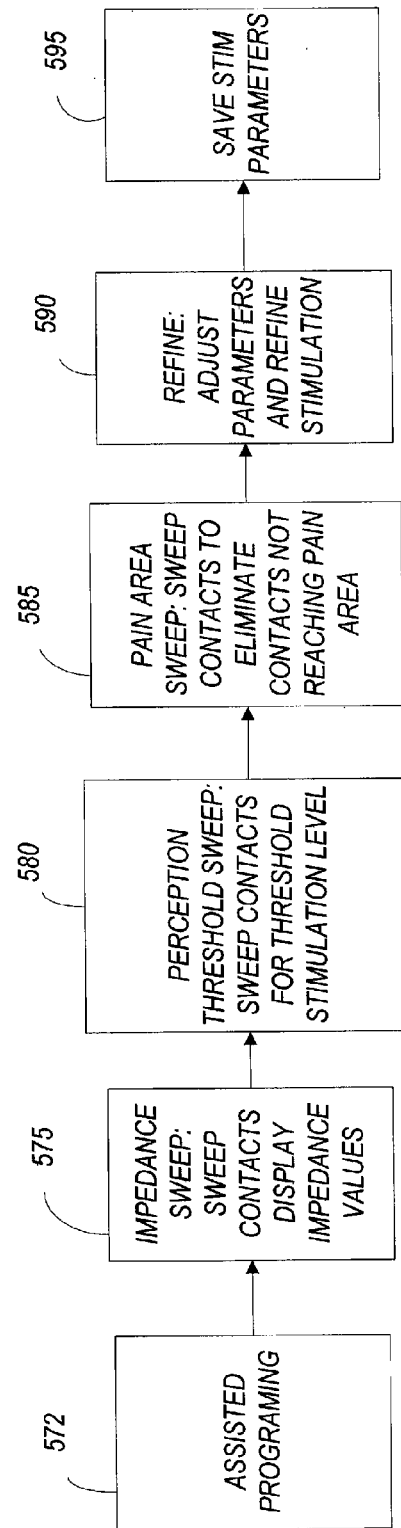 572
ASSISTED
PROGRAMING
575
IMPEDANCE
SWEEP:
SWEEP
CONTACTS
DISPLAY
IMPEDANCE
VALUES
580
PERCEPTION
THRESHOLD SWEEP:
SWEEP CONTACTS
FOR THRESHOLD
STIMULATION LEVEL
585
PAIN AREA
SWEEP: SWEEP
CONTACTS TO
ELIMINATE
CONTACTS NOT
REACHING PAIN
AREA
590
REFINE:
ADJUST
PARAMETERS
AND REFINE
STIMULATION
595
SAVE STIM
PARAMETERS